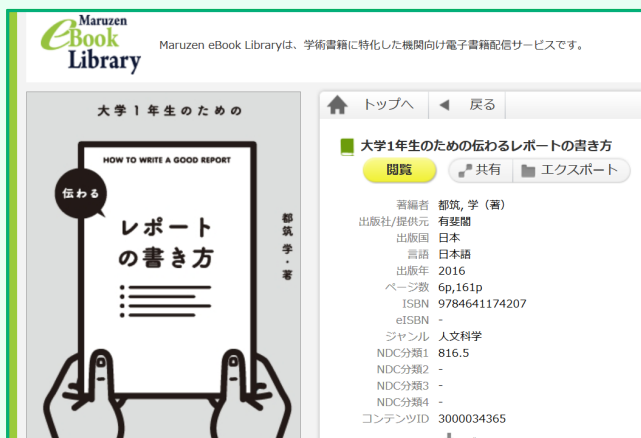 Maruzen
eBook
Library
Maruzen eBook Libraryは、学術書籍に特化した機関向け電子書籍配信サービスです。
大学1年生のための
HOW TO WRITE A GOOD REPORT
伝わる
レポート
の書き方
都筑 学・著
トップへ
戻る
大学1年生のための伝わるレポートの書き方
閲覧
共有
エクスポート
著編者 都筑, 学（著）
出版社/提供元 有斐閣
出版国 日本
言語 日本語
出版年 2016
ページ数 6p,161p
ISBN 9784641174207
eISBN -
ジャンル 人文科学
NDC分類1 816.5
NDC分類2 -
NDC分類3 -
NDC分類4 -
コンテンツID 3000034365